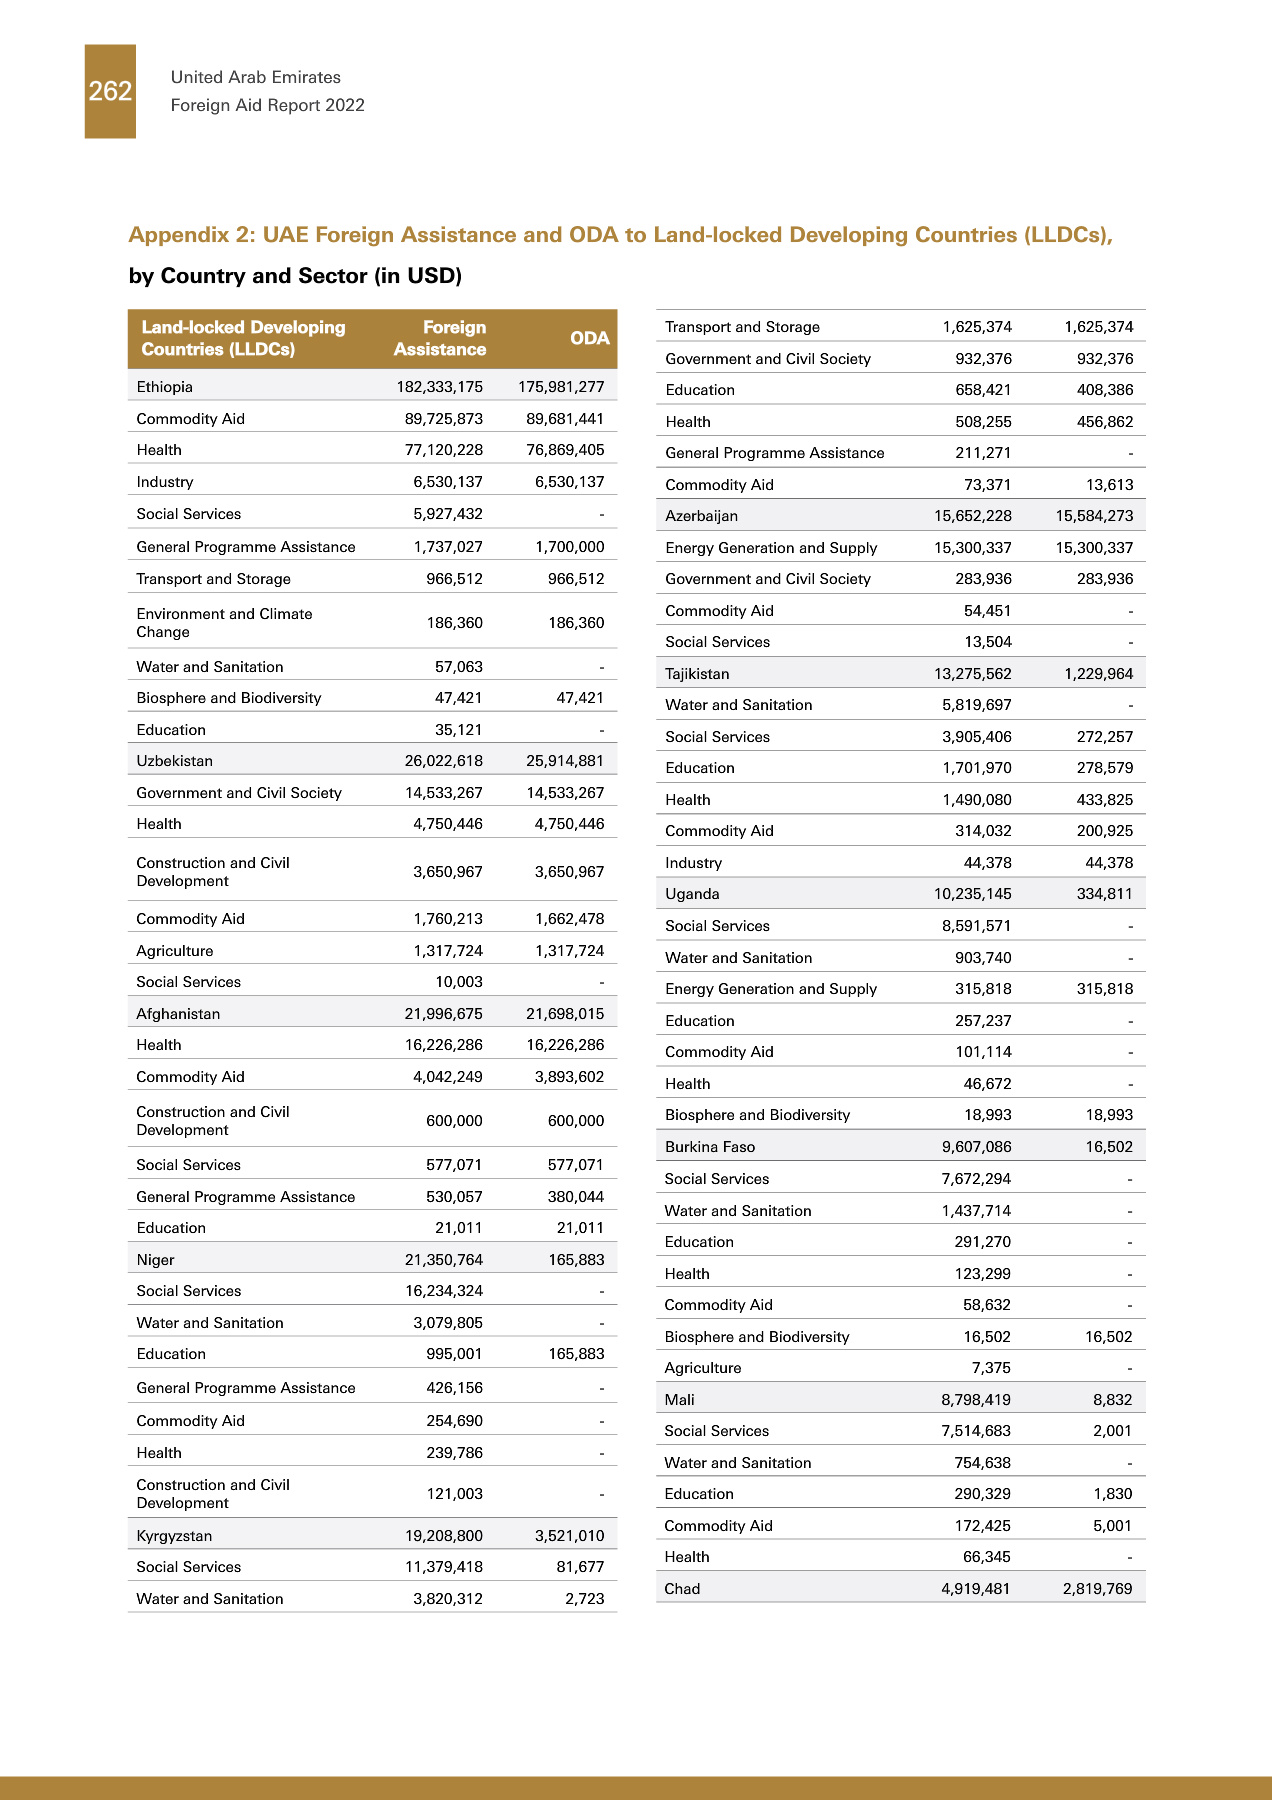 262
United Arab Emirates
Foreign Aid Report 2022
Appendix 2: UAE Foreign Assistance and ODA to Land-locked Developing Countries (LLDCs),
by Country and Sector (in USD)
Land-locked Developing Countries (LLDCs) Foreign Assistance ODA
Ethiopia 182,333,175 175,981,277
Commodity Aid 89,725,873 89,681,441
Health 77,120,228 76,869,405
Industry 6,530,137 6,530,137
Social Services 5,927,432 -
General Programme Assistance 1,737,027 1,700,000
Transport and Storage 966,512 966,512
Environment and Climate Change 186,360 186,360
Water and Sanitation 57,063 -
Biosphere and Biodiversity 47,421 47,421
Education 35,121 -
Uzbekistan 26,022,618 25,914,881
Government and Civil Society 14,533,267 14,533,267
Health 4,750,446 4,750,446
Construction and Civil Development 3,650,967 3,650,967
Commodity Aid 1,760,213 1,662,478
Agriculture 1,317,724 1,317,724
Social Services 10,003 -
Afghanistan 21,996,675 21,698,015
Health 16,226,286 16,226,286
Commodity Aid 4,042,249 3,893,602
Construction and Civil Development 600,000 600,000
Social Services 577,071 577,071
General Programme Assistance 530,057 380,044
Education 21,011 21,011
Niger 21,350,764 165,883
Social Services 16,234,324 -
Water and Sanitation 3,079,805 -
Education 995,001 165,883
General Programme Assistance 426,156 -
Commodity Aid 254,690 -
Health 239,786 -
Construction and Civil Development 121,003 -
Kyrgyzstan 19,208,800 3,521,010
Social Services 11,379,418 81,677
Water and Sanitation 3,820,312 2,723
Transport and Storage 1,625,374 1,625,374
Government and Civil Society 932,376 932,376
Education 658,421 408,386
Health 508,255 456,862
General Programme Assistance 211,271 -
Commodity Aid 73,371 13,613
Azerbaijan 15,652,228 15,584,273
Energy Generation and Supply 15,300,337 15,300,337
Government and Civil Society 283,936 283,936
Commodity Aid 54,451 -
Social Services 13,504 -
Tajikistan 13,275,562 1,229,964
Water and Sanitation 5,819,697 -
Social Services 3,905,406 272,257
Education 1,701,970 278,579
Health 1,490,080 433,825
Commodity Aid 314,032 200,925
Industry 44,378 44,378
Uganda 10,235,145 334,811
Social Services 8,591,571 -
Water and Sanitation 903,740 -
Energy Generation and Supply 315,818 315,818
Education 257,237 -
Commodity Aid 101,114 -
Health 46,672 -
Biosphere and Biodiversity 18,993 18,993
Burkina Faso 9,607,086 16,502
Social Services 7,672,294 -
Water and Sanitation 1,437,714 -
Education 291,270 -
Health 123,299 -
Commodity Aid 58,632 -
Biosphere and Biodiversity 16,502 16,502
Agriculture 7,375 -
Mali 8,798,419 8,832
Social Services 7,514,683 2,001
Water and Sanitation 754,638 -
Education 290,329 1,830
Commodity Aid 172,425 5,001
Health 66,345 -
Chad 4,919,481 2,819,769